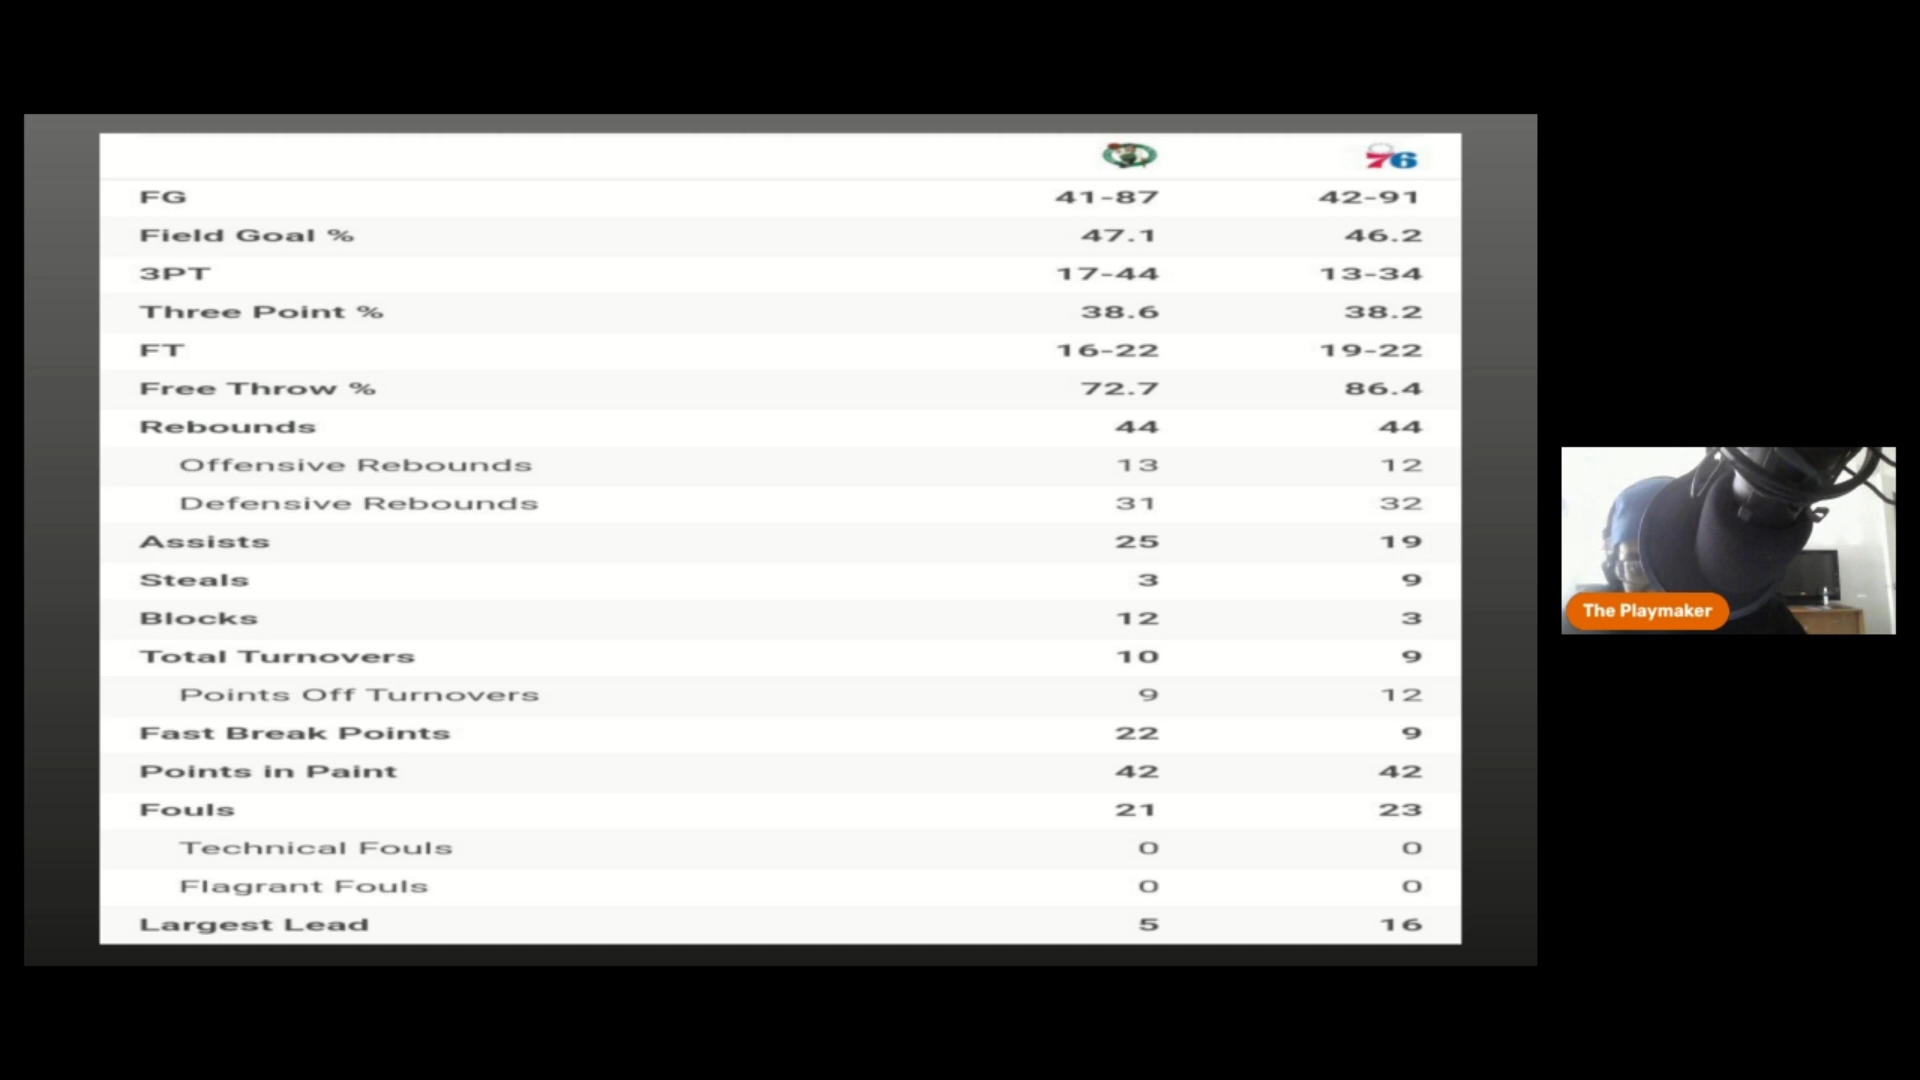 76
FG 41-87 42-91
Field Goal % 47.1 46.2
3PT 17-44 13-34
Three Point % 38.6 38.2
FT 16-22 19-22
Free Throw % 72.7 86.4
Rebounds 44 44
Offensive Rebounds 13 12
Defensive Rebounds 31 32
Assists 25 19
Steals 3 9
Blocks 12 3
Total Turnovers 10 9
Points Off Turnovers 9 12
Fast Break Points 22 9
Points in Paint 42 42
Fouls 21 23
Technical Fouls 0 0
Flagrant Fouls 0 0
Largest Lead 5 16
The Playmaker